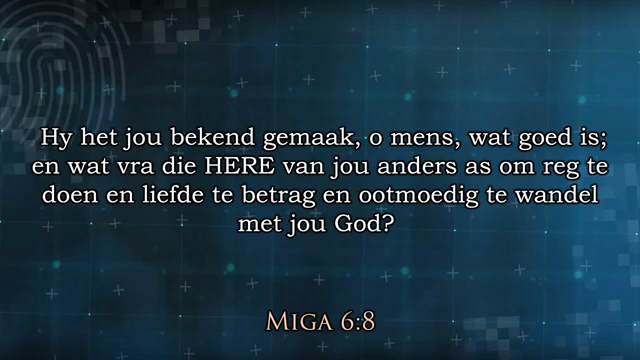 Hy het jou bekend gemaak, o mens, wat goed is;
en wat vra die HERE van jou anders as om reg te
doen en liefde te betrag en ootmoedig te wandel
met jou God?
Miga 6:8